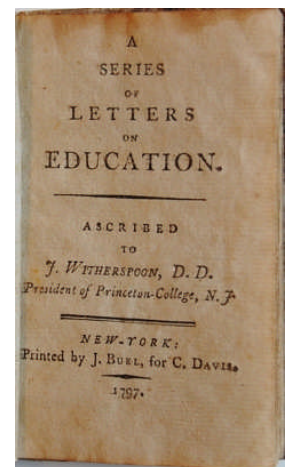 A
SERIES
OF
LETTERS
ON
EDUCATION.
ASCRIBED
TO
J. WITHERSPOON, D. D.
President of Princeton-College, N. J.
NEW-YORK:
Printed by J. BUEL, for C. DAVIS.
1797.